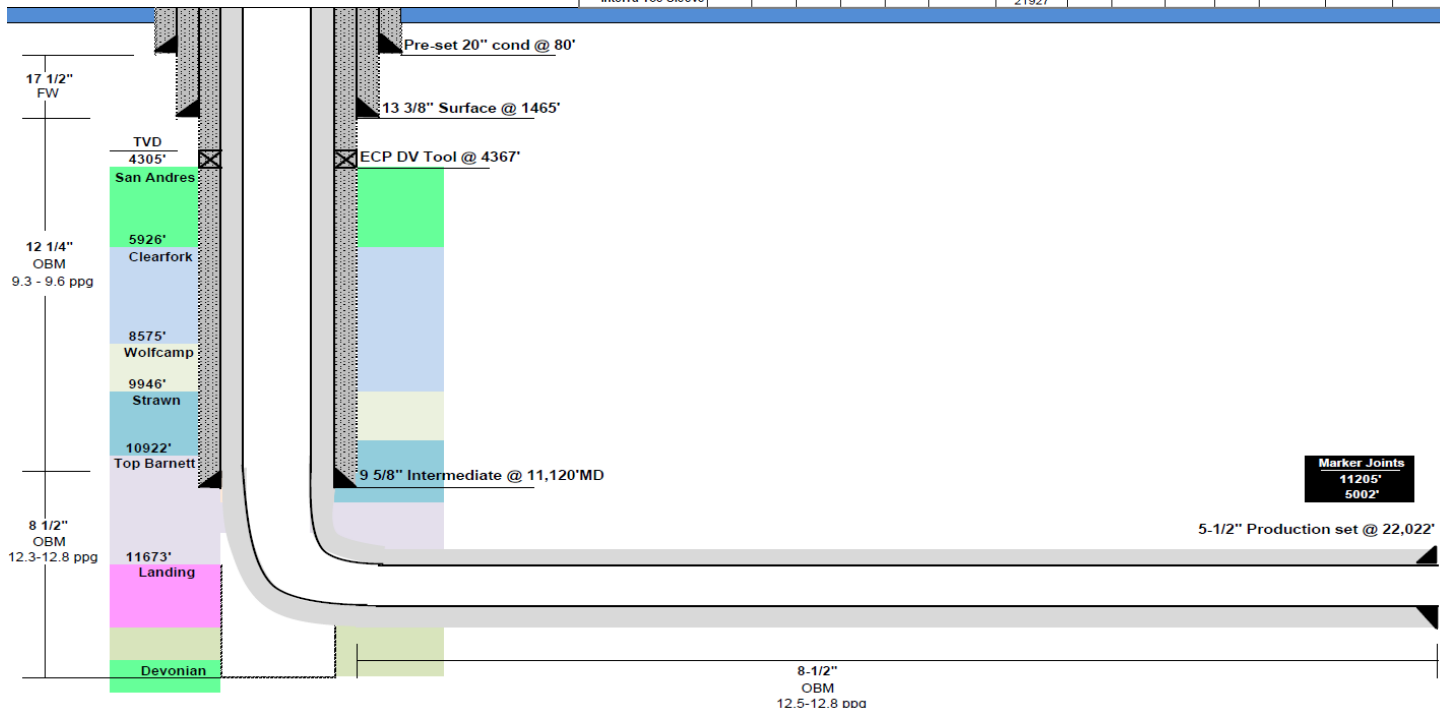 Interra Toe Sleeve
21927
Pre-set 20" cond @ 80'
17 1/2"
FW
13 3/8" Surface @ 1465'
TVD
4305'
ECP DV Tool @ 4367'
San Andres
5926'
Clearfork
12 1/4"
OBM
9.3 - 9.6 ppg
8575'
Wolfcamp
9946'
Strawn
10922'
Top Barnett
9 5/8" Intermediate @ 11,120'MD
Marker Joints
11205'
5002'
8 1/2"
OBM
12.3-12.8 ppg
5-1/2" Production set @ 22,022'
11673'
Landing
Devonian
8-1/2"
OBM
12.5-12.8 ppg